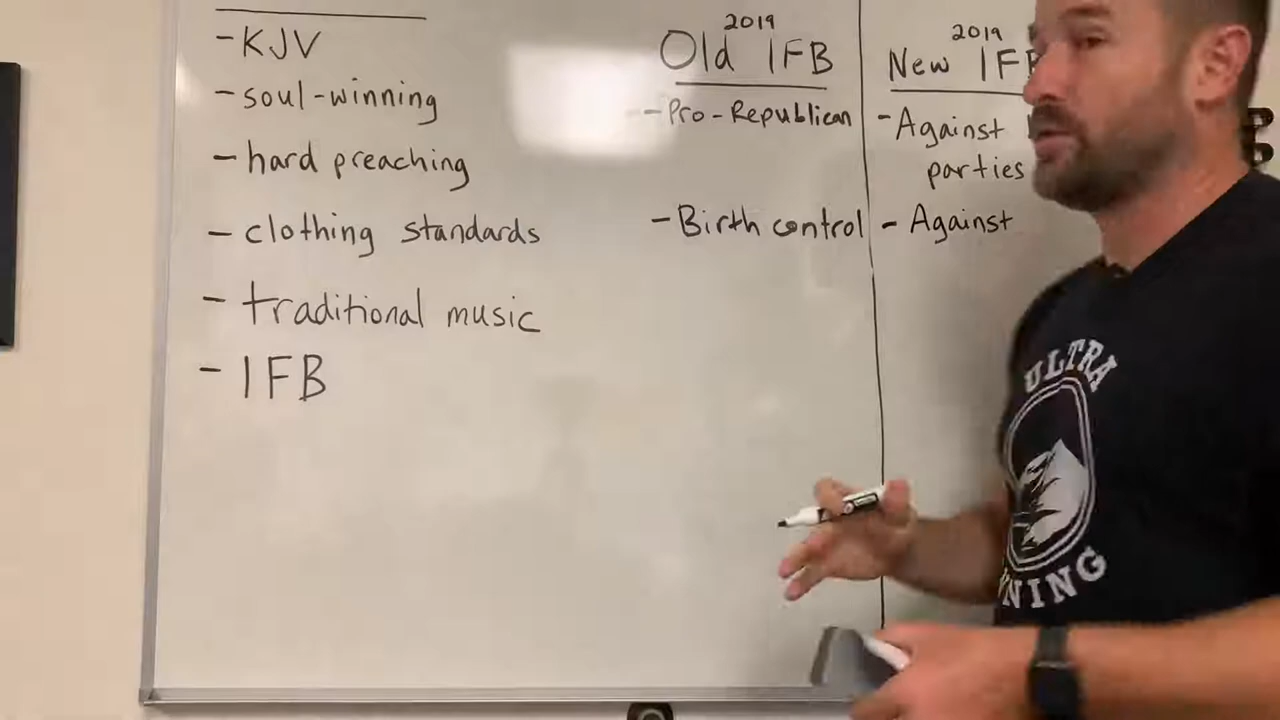 - KJV
- soul-winning
- hard preaching
- clothing standards
- traditional music
- IFB
2019
Old IFB
- Pro-Republican
- Birth control
2019
New IFB
- Against
parties
- Against
ULTRA